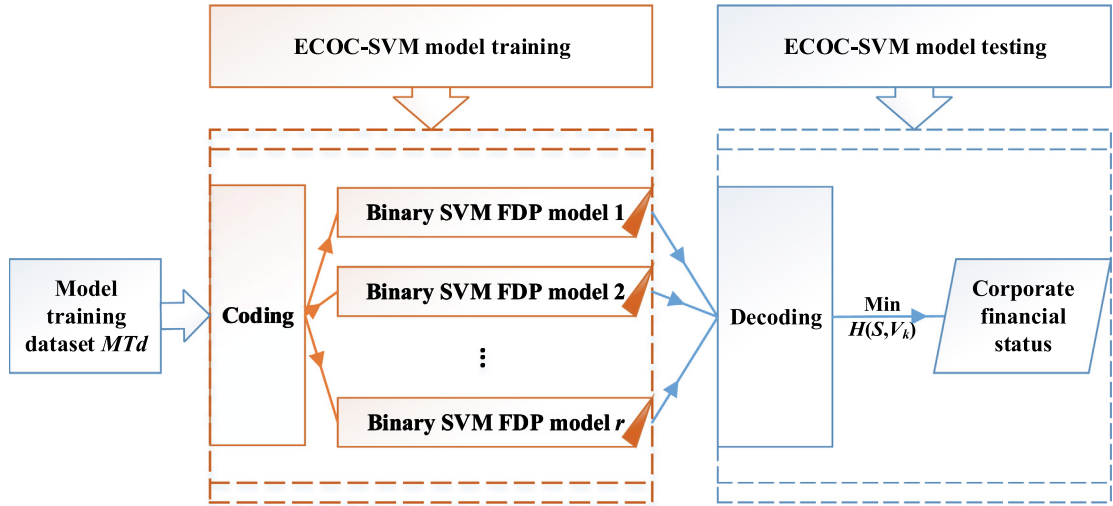 ECOC-SVM model training
ECOC-SVM model testing
Model
training
dataset MTd
Coding
Binary SVM FDP model 1
Binary SVM FDP model 2
⋮
Binary SVM FDP model r
Decoding
Min
H(S,Vₖ)
Corporate
financial
status